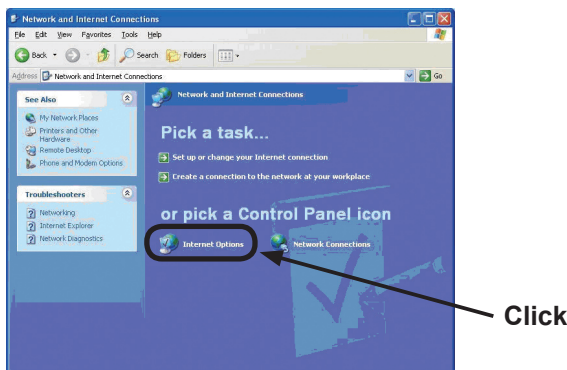 Network and Internet Connections
File Edit View Favorites Tools Help
Back Search Folders
Address Network and Internet Connections Go
See Also
My Network Places
Printers and Other
Hardware
Remote Desktop
Phone and Modem Options
Troubleshooters
Networking
Internet Explorer
Network Diagnostics
Network and Internet Connections
Pick a task...
Set up or change your Internet connection
Create a connection to the network at your workplace
or pick a Control Panel icon
Internet Options Network Connections
Click